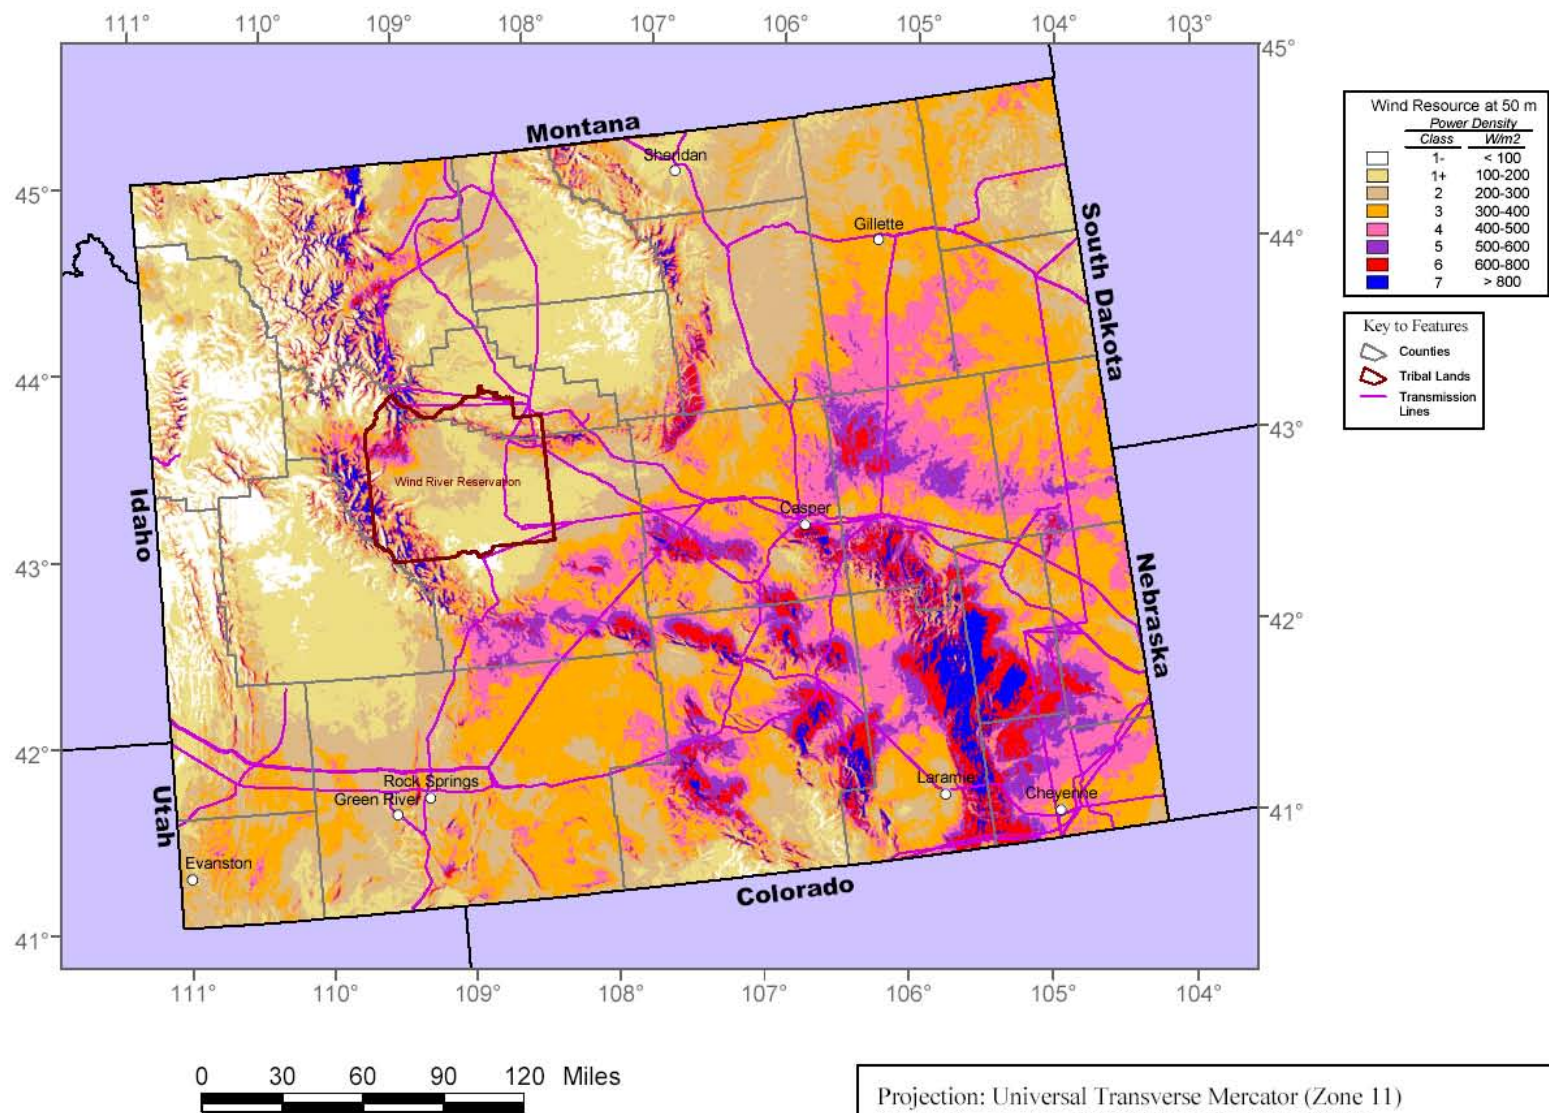 111° 110° 109° 108° 107° 106° 105° 104° 103°
45°
44°
43°
42°
41°
45°
44°
43°
42°
41°
Montana
Sheridan
Gillette
South Dakota
Wind River Reservation
Idaho
Casper
Nebraska
Rock Springs
Green River
Laramie
Cheyenne
Utah
Evanston
Colorado
111° 110° 109° 108° 107° 106° 105° 104°
Wind Resource at 50 m
Power Density
Class W/m2
1- < 100
1+ 100-200
2 200-300
3 300-400
4 400-500
5 500-600
6 600-800
7 > 800
Key to Features
Counties
Tribal Lands
Transmission
Lines
0 30 60 90 120 Miles
Projection: Universal Transverse Mercator (Zone 11)